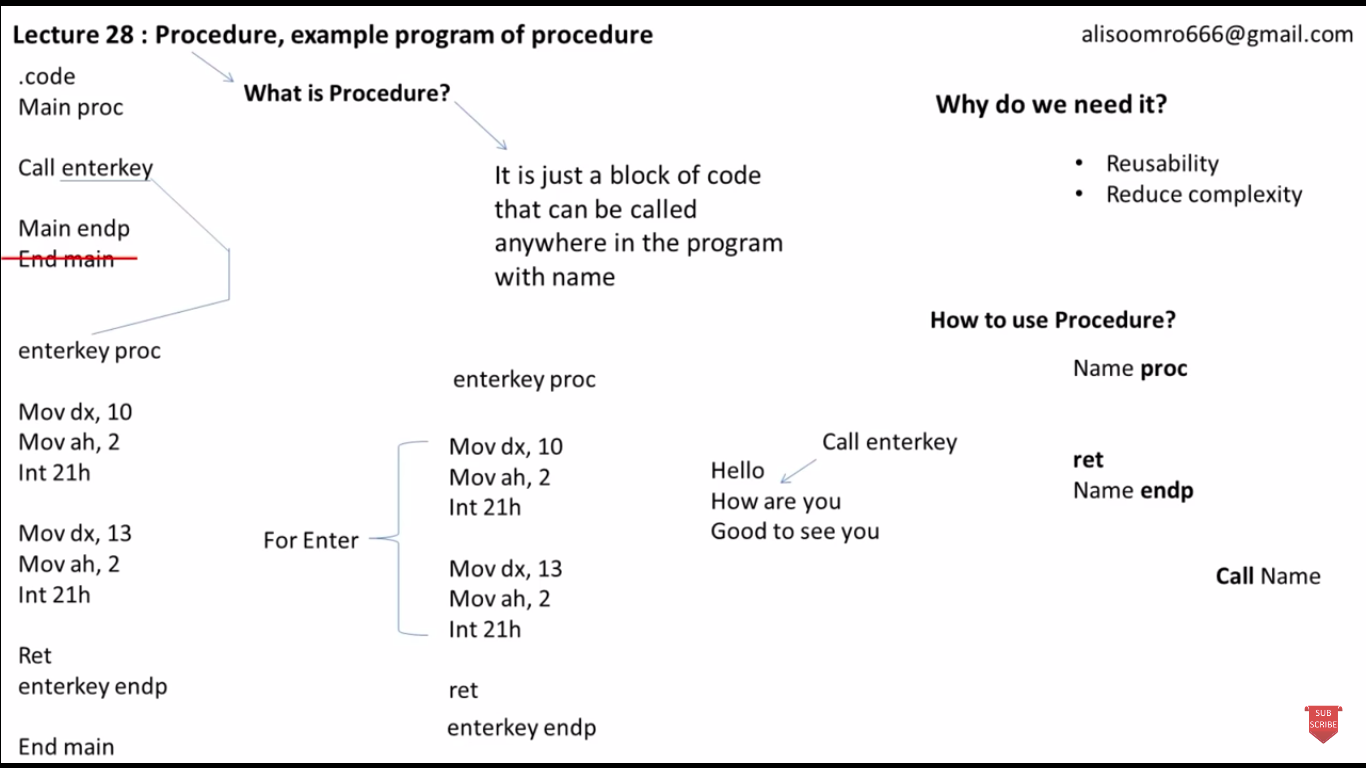 Lecture 28 : Procedure, example program of procedure
alisoomro666@gmail.com
.code
Main proc
Call enterkey
Main endp
End main
enterkey proc
Mov dx, 10
Mov ah, 2
Int 21h
Mov dx, 13
Mov ah, 2
Int 21h
Ret
enterkey endp
End main
What is Procedure?
It is just a block of code
that can be called
anywhere in the program
with name
For Enter
enterkey proc
Mov dx, 10
Mov ah, 2
Int 21h
Mov dx, 13
Mov ah, 2
Int 21h
ret
enterkey endp
Call enterkey
Hello
How are you
Good to see you
Why do we need it?
• Reusability
• Reduce complexity
How to use Procedure?
Name proc
ret
Name endp
Call Name
SUB
SCRIBE